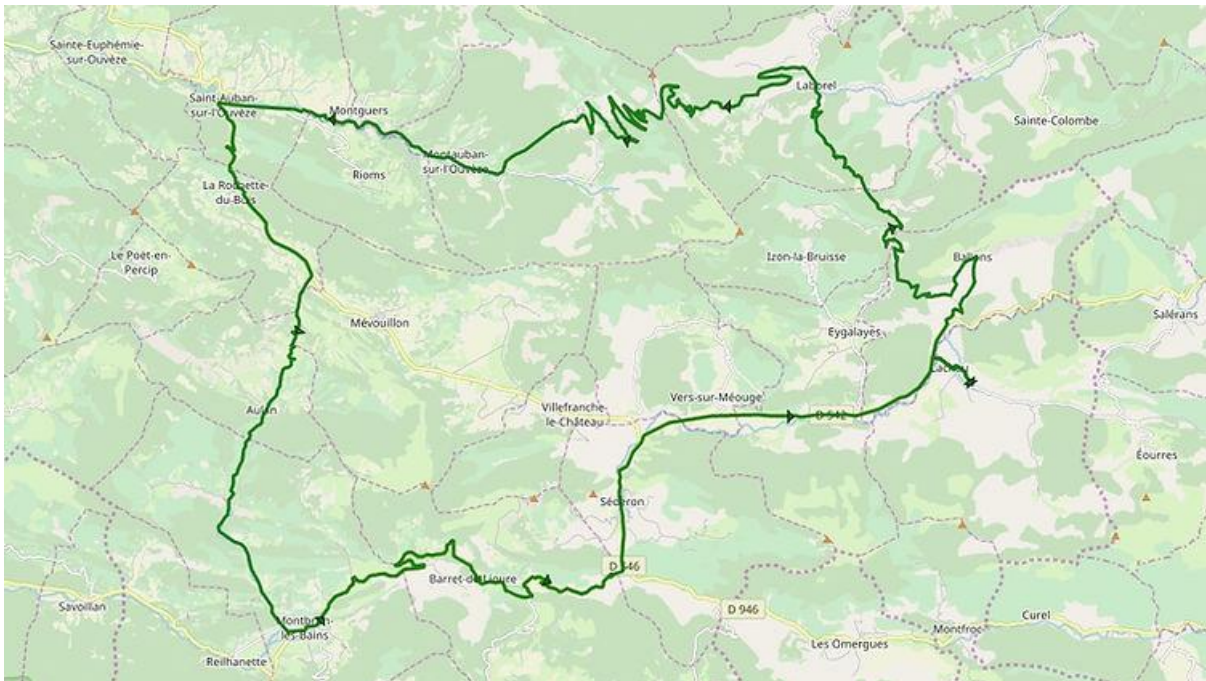 Sainte-Euphémie-
sur-Ouvèze
Saint-Auban-
sur-l'Ouvèze
Montguers
Laborel
Sainte-Colombe
Montauban-
sur-l'Ouvèze
Rioms
La Rochette-
du-Buis
Le Poët-en-
Percip
Izon-la-Bruisse
Ballons
Salérans
Mévouillon
Eygalayes
Lachau
Vers-sur-Méouge
Villefranche-
le-Château
D 542
Aulan
Éourres
Séderon
D 546
Barret-de-Lioure
Savoillan
D 946
Curel
Montbrun-
les-Bains
Montfroc
Les Omergues
Reilhanette